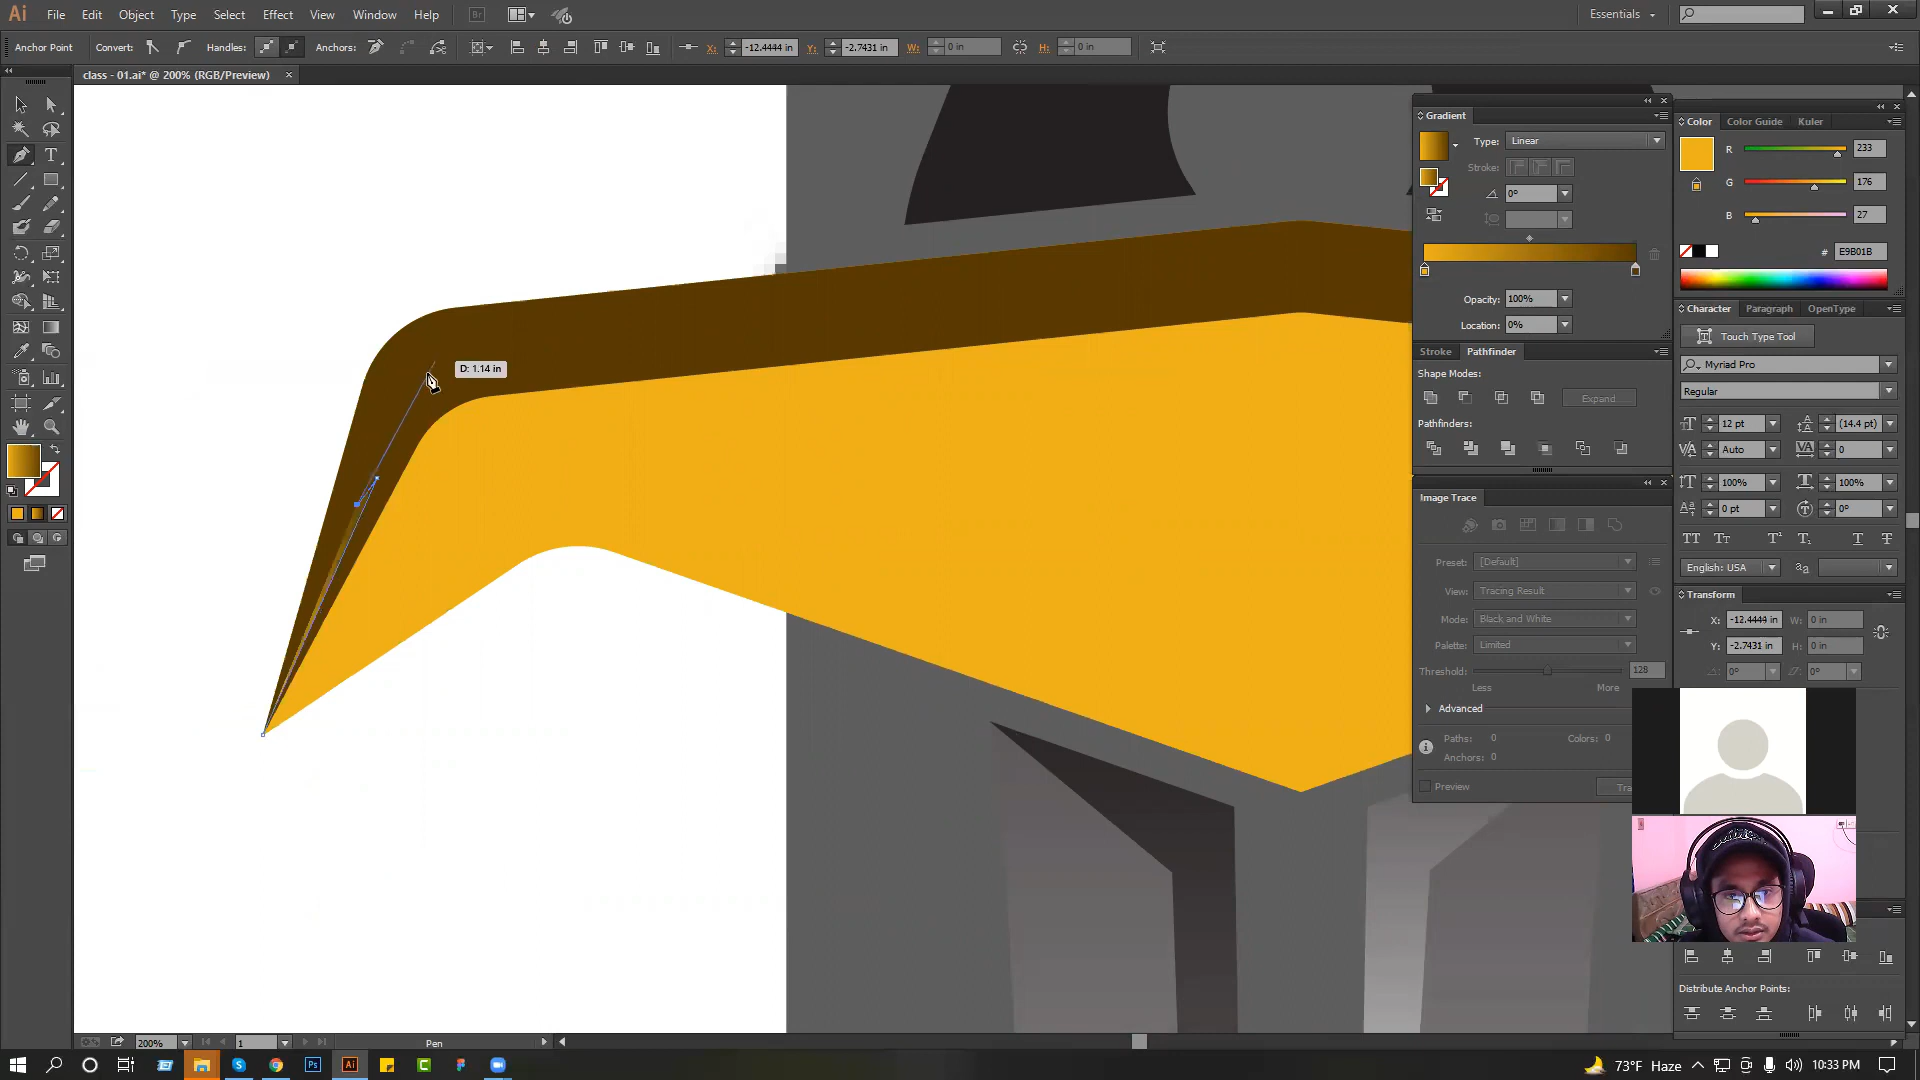 Ai File Edit Object Type Select Effect View Window Help Br Essentials
Anchor Point Convert: Handles: Anchors: X: -12.4444 in Y: -2.7431 in W: 0 in H: 0 in
class - 01.ai* @ 200% (RGB/Preview)
D: 1.14 in
Gradient
Type: Linear
Stroke:
0°
Opacity: 100%
Location: 0%
Stroke Pathfinder
Shape Modes:
Expand
Pathfinders:
Image Trace
Preset: [Default]
View: Tracing Result
Mode: Black and White
Palette: Limited
Threshold: 128
Less More
Advanced
Paths: 0 Colors: 0
Anchors: 0
Preview
Color Color Guide Kuler
R 233
G 176
B 27
# E9B01B
Character Paragraph OpenType
Touch Type Tool
Myriad Pro
Regular
12 pt (14.4 pt)
Auto 0
100% 100%
0 pt 0°
English: USA
Transform
X: -12.4444 in W: 0 in
Y: -2.7431 in H: 0 in
0° 0°
Distribute Anchor Points:
200% 1 Pen
73°F Haze 10:33 PM